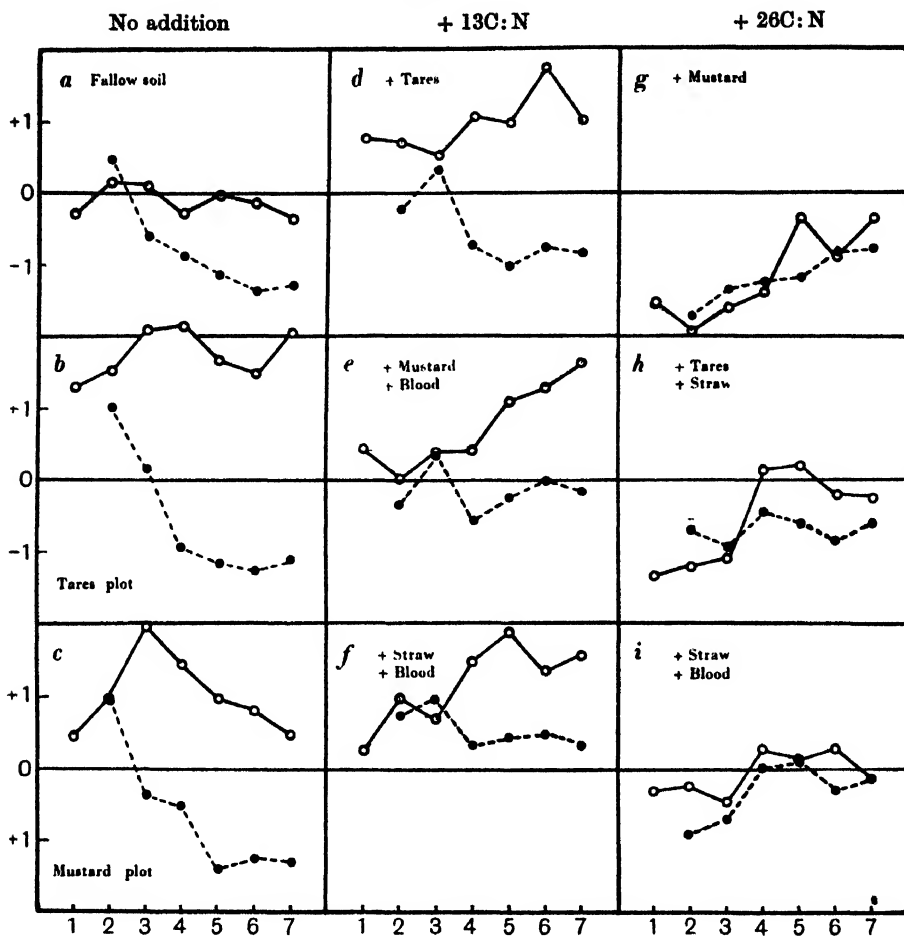 No addition + 13C:N + 26C:N
a Fallow soil
d + Tares
g + Mustard
+1
0
-1
b
e + Mustard
+ Blood
h + Tares
+ Straw
+1
0
-1
Tares plot
c
f + Straw
+ Blood
i + Straw
+ Blood
+1
0
+1
Mustard plot
1 2 3 4 5 6 7 1 2 3 4 5 6 7 1 2 3 4 5 6 7